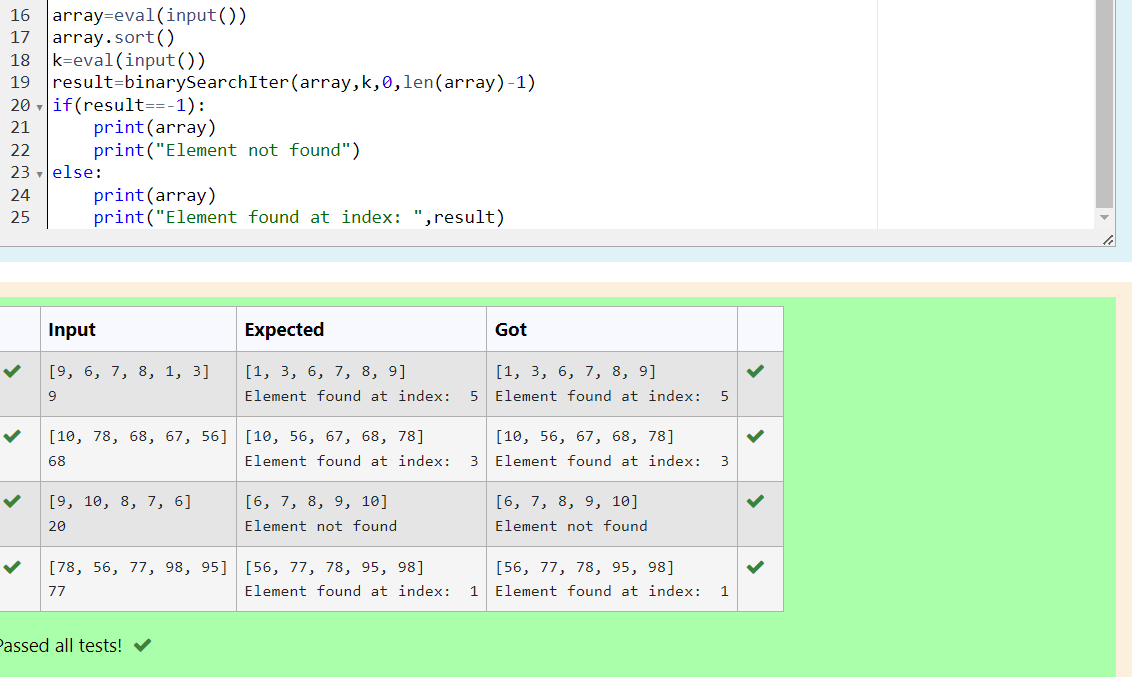 16 array=eval(input())
17 array.sort()
18 k=eval(input())
19 result=binarySearchIter(array,k,0,len(array)-1)
20 if(result==-1):
21     print(array)
22     print("Element not found")
23 else:
24     print(array)
25     print("Element found at index: ",result)
Input Expected Got
[9, 6, 7, 8, 1, 3] [1, 3, 6, 7, 8, 9] [1, 3, 6, 7, 8, 9]
9 Element found at index:  5 Element found at index:  5
[10, 78, 68, 67, 56] [10, 56, 67, 68, 78] [10, 56, 67, 68, 78]
68 Element found at index:  3 Element found at index:  3
[9, 10, 8, 7, 6] [6, 7, 8, 9, 10] [6, 7, 8, 9, 10]
20 Element not found Element not found
[78, 56, 77, 98, 95] [56, 77, 78, 95, 98] [56, 77, 78, 95, 98]
77 Element found at index:  1 Element found at index:  1
Passed all tests!